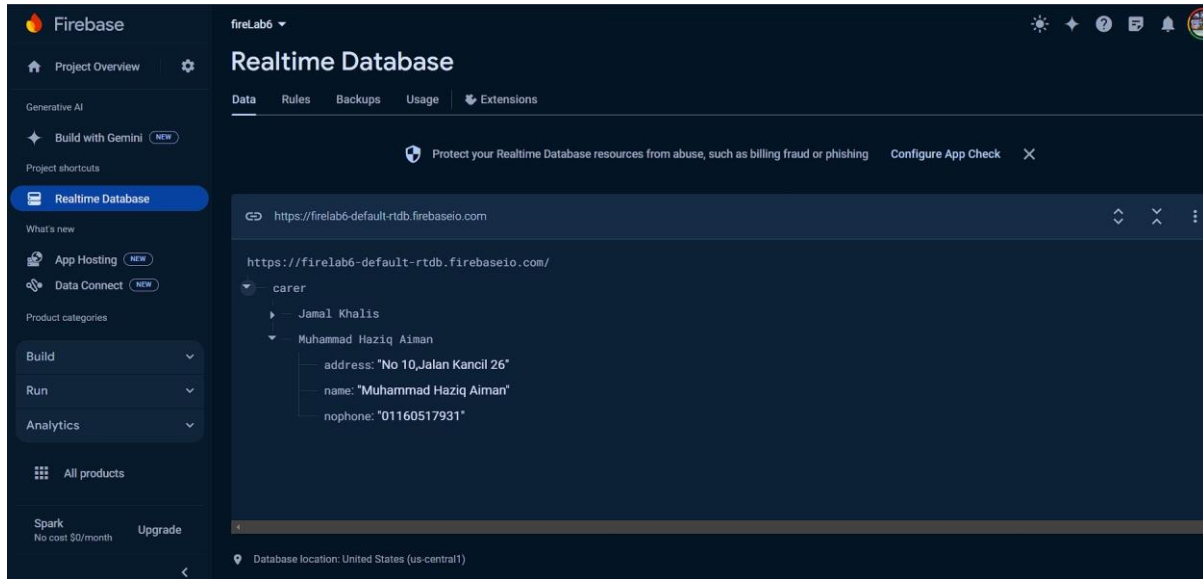 Firebase
Project Overview
Generative AI
Build with Gemini NEW
Project shortcuts
Realtime Database
What's new
App Hosting NEW
Data Connect NEW
Product categories
Build
Run
Analytics
All products
Spark
No cost $0/month
Upgrade
fireLab6
Realtime Database
Data Rules Backups Usage Extensions
Protect your Realtime Database resources from abuse, such as billing fraud or phishing Configure App Check
https://firelab6-default-rtdb.firebaseio.com
https://firelab6-default-rtdb.firebaseio.com/
carer
Jamal Khalis
Muhammad Haziq Aiman
address: "No 10,Jalan Kancil 26"
name: "Muhammad Haziq Aiman"
nophone: "01160517931"
Database location: United States (us-central1)